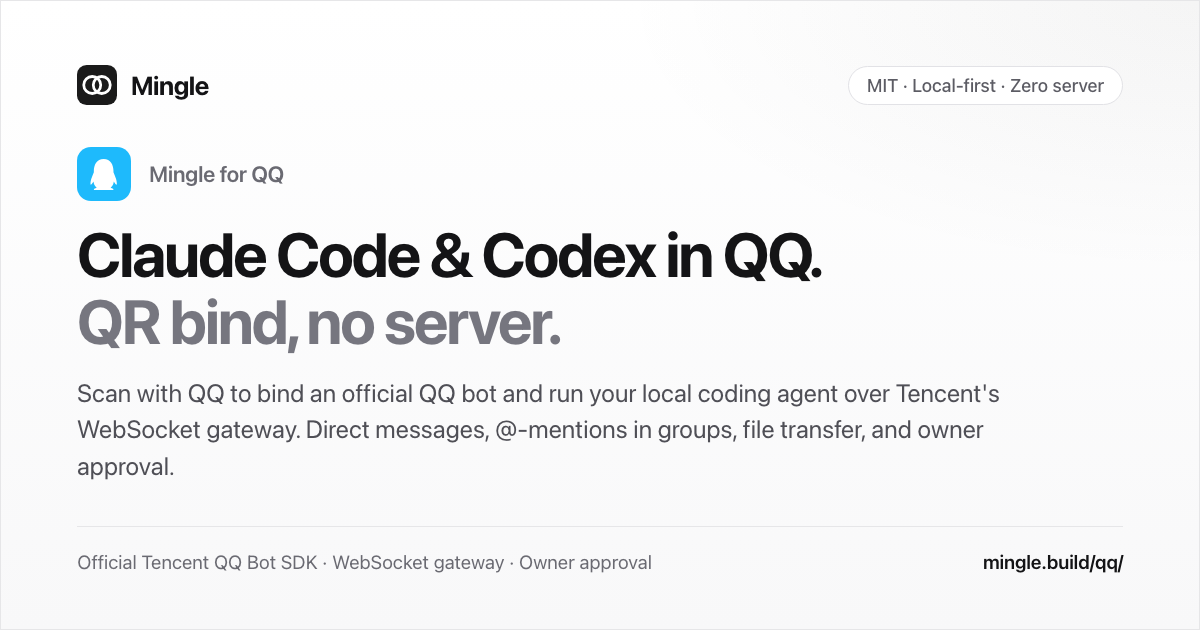 Mingle
MIT · Local-first · Zero server
Mingle for QQ
Claude Code & Codex in QQ.
QR bind, no server.
Scan with QQ to bind an official QQ bot and run your local coding agent over Tencent's
WebSocket gateway. Direct messages, @-mentions in groups, file transfer, and owner
approval.
Official Tencent QQ Bot SDK · WebSocket gateway · Owner approval
mingle.build/qq/